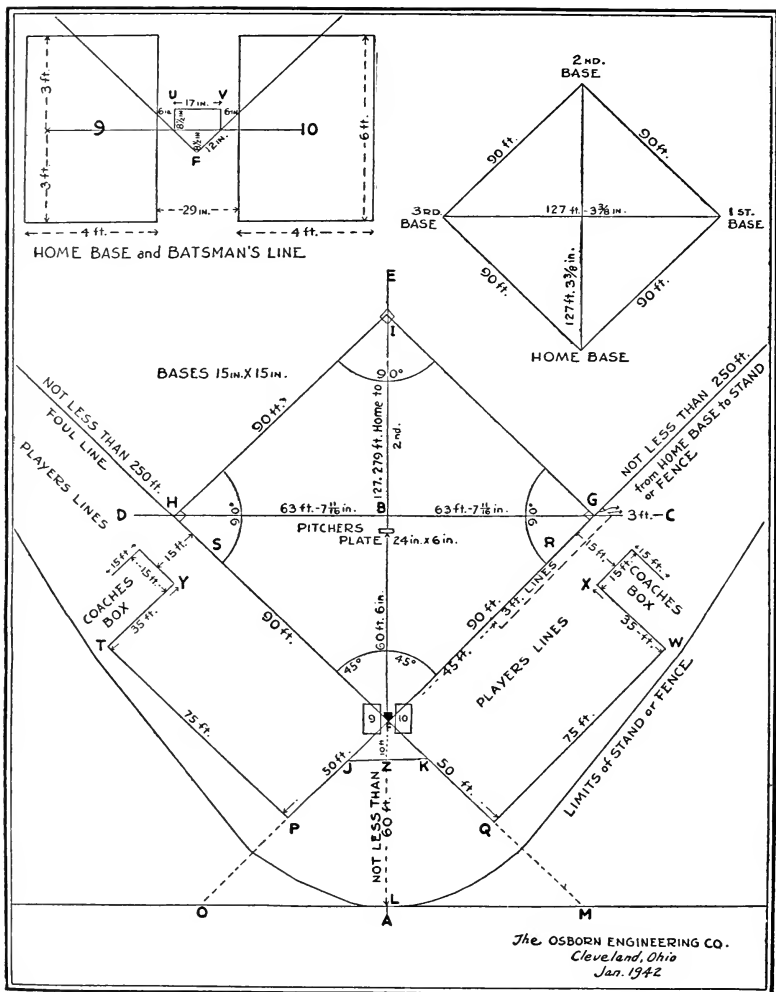 3 ft.
3 ft.
U
V
17 IN.
6 IN.
6 IN.
8½ IN
8½ IN
12 IN.
F
9
10
6 ft.
29 IN.
4 ft.
4 ft.
HOME BASE and BATSMAN'S LINE
2 ND.
BASE
90 ft.
90 ft.
3 RD.
BASE
127 ft. - 3⅜ IN.
1 ST.
BASE
127 ft. 3⅜ in.
90 ft.
90 ft.
HOME BASE
E
I
90°
BASES 15 IN. X 15 IN.
90 ft.
127.279 ft. Home to
2 nd.
NOT LESS THAN 250 ft.
FOUL LINE
PLAYERS LINES
NOT LESS THAN 250 ft.
from HOME BASE to STAND
or FENCE
D
H
90°
63 ft. - 7 11/16 in.
B
63 ft. - 7 11/16 in.
90°
G
3 ft. - C
PITCHERS
PLATE 24 in. x 6 in.
S
R
15 ft.
15 ft.
15 ft.
Y
COACHES
BOX
35 ft.
T
90 ft.
60 ft. 6 in.
90 ft.
3 ft. LINES
45 ft.
PLAYERS LINES
15 ft.
15 ft.
15 ft.
X
COACHES
BOX
35 ft.
W
45°
45°
75 ft.
75 ft.
9
10
10 ft.
50 ft.
J
Z
K
50 ft.
P
Q
NOT LESS THAN
60 ft.
LIMITS of STAND or FENCE
O
L
A
M
The OSBORN ENGINEERING CO.
Cleveland, Ohio
Jan. 1942